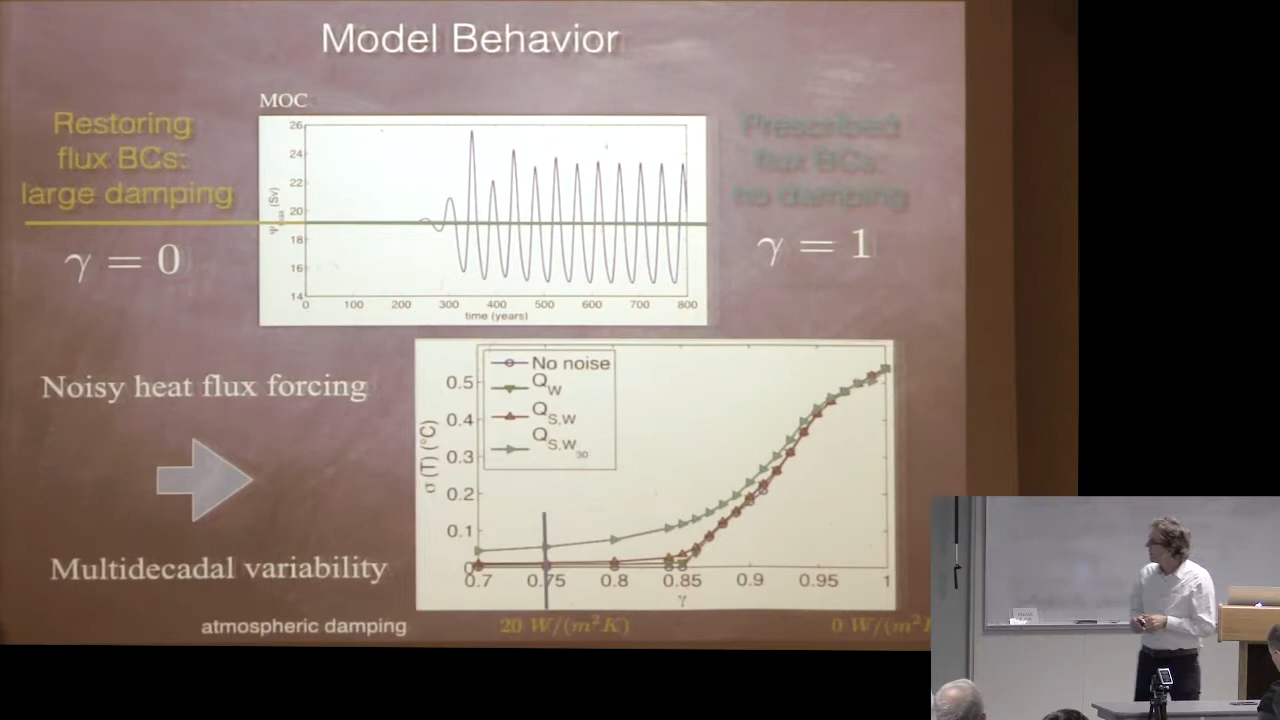 Model Behavior
MOC
Restoring
flux BCs:
large damping
γ = 0
26
24
22
20
18
16
14
0 100 200 300 400 500 600 700 800
time (years)
Prescribed
flux BCs:
no damping
γ = 1
Noisy heat flux forcing
Multidecadal variability
No noise
Q_W
Q_S,W
Q_S,W_30
σ (T) (°C)
0.5
0.4
0.3
0.2
0.1
0
0.7 0.75 0.8 0.85 0.9 0.95 1
γ
atmospheric damping
20 W/(m²K)
0 W/(m²